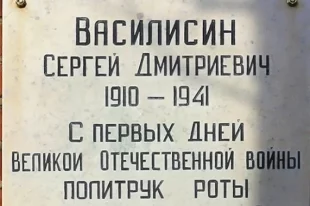 ВАСИЛИСИН
СЕРГЕЙ ДМИТРИЕВИЧ
1910 — 1941
С ПЕРВЫХ ДНЕЙ
ВЕЛИКОЙ ОТЕЧЕСТВЕННОЙ ВОЙНЫ
ПОЛИТРУК РОТЫ